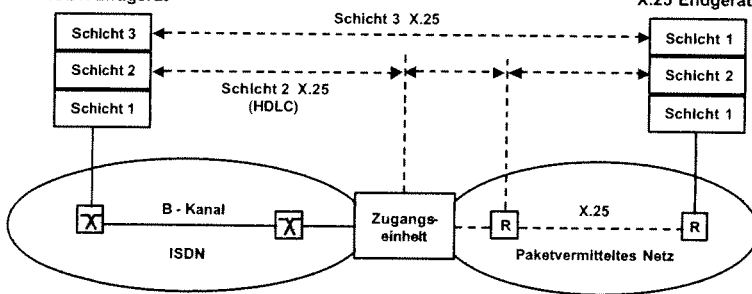 X.25 Endgerät
Schicht 3 X.25
Schicht 3
Schicht 2
Schicht 1
Schicht 2 X.25
(HDLC)
Schicht 1
Schicht 2
Schicht 1
B - Kanal
ISDN
Zugangs-
einheit
R
X.25
R
Paketvermitteltes Netz